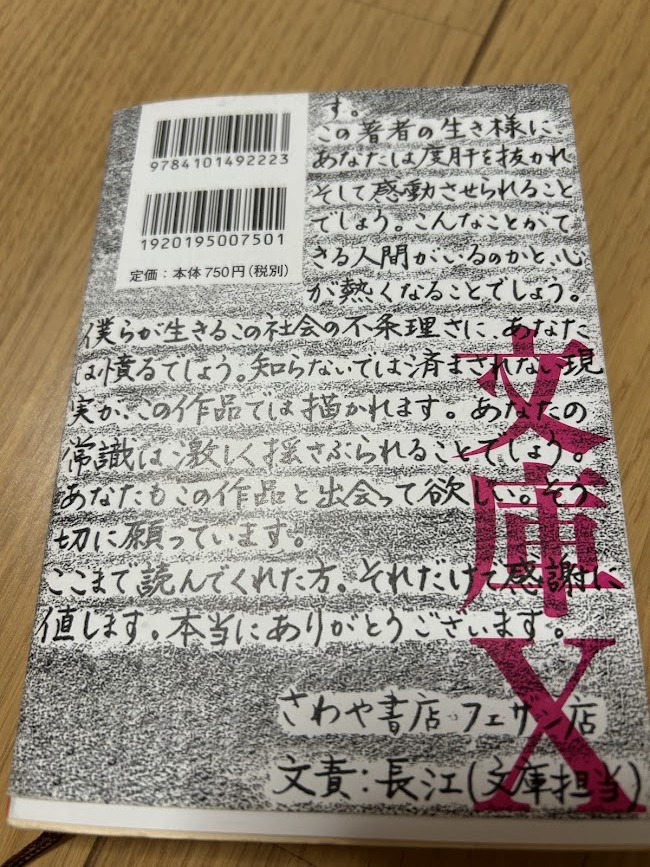 9784101492223
1920195007501
定価：本体750円（税別）
す。
この著者の生き様に、
あなたは度肝を抜かれ
そして感動させられること
でしょう。こんなことがで
きる人間がいるのかと、心
が熱くなることでしょう。
僕らが生きるこの社会の不条理さに、あなた
は憤るでしょう。知らないでは済まされない現
実が、この作品では描かれます。あなたの
常識は激しく揺さぶられることでしょう。
あなたもこの作品と出会って欲しい。そう
切に願っています。
ここまで読んでくれた方。それだけで感謝に
値します。本当にありがとうございます。
さわや書店 フェザン店
文責：長江（文庫担当）
文庫X